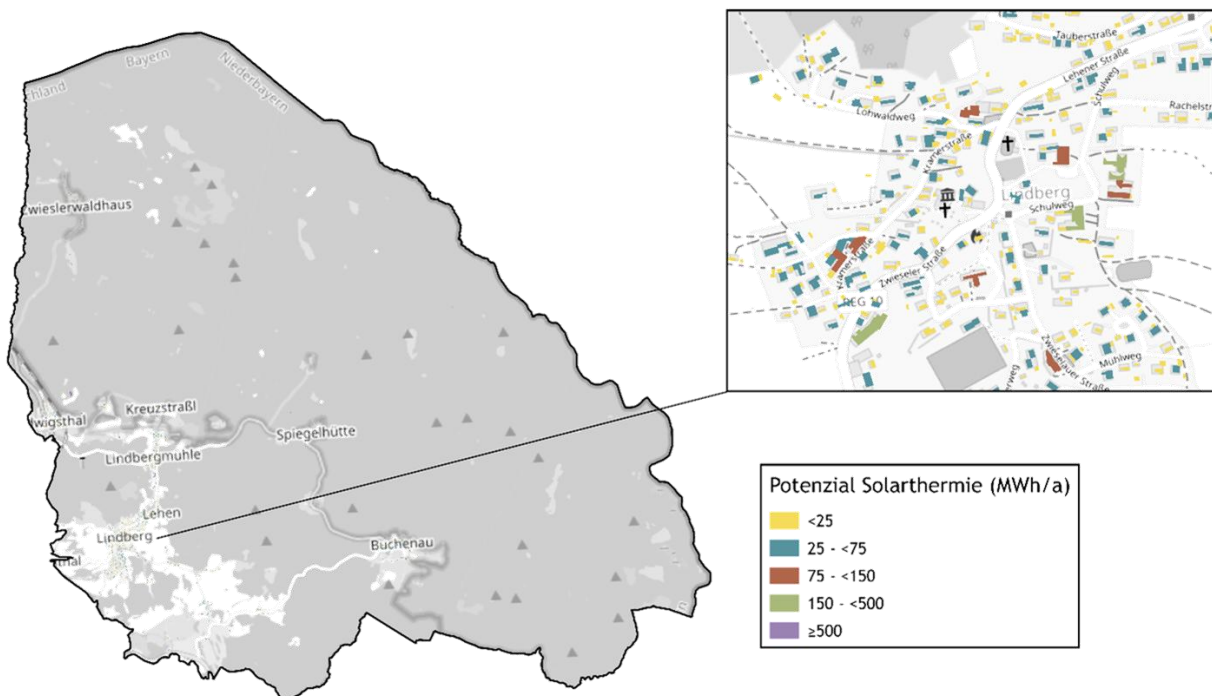 Bayern
Niederbayern
chland
Zwieslerwaldhaus
Kreuzstraßl
wigsthal
Spiegelhütte
Lindbergmühle
Lehen
Lindberg
thal
Buchenau
Tauberstraße
Lehener Straße
Schulweg
Rachelstr
Lohwaldweg
Kramerstraße
Lindberg
Schulweg
Kramerstraße
Zwieseler Straße
REG 10
Zwieselauer Straße
Mühlweg
erweg
Potenzial Solarthermie (MWh/a)
<25
25 - <75
75 - <150
150 - <500
≥500